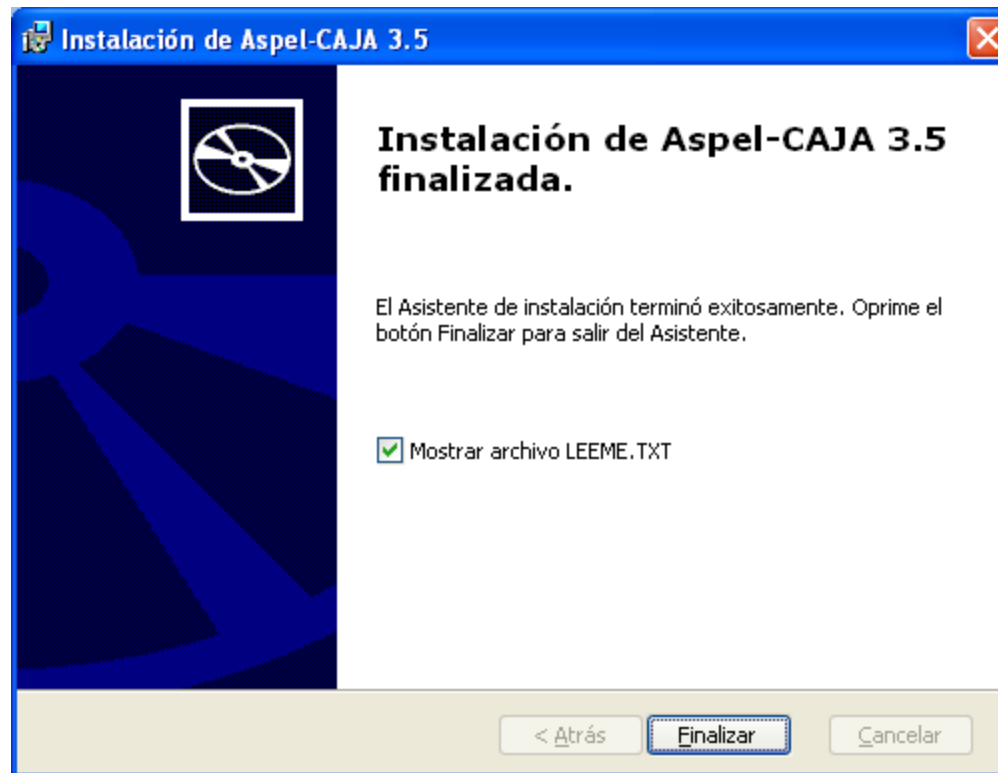 Instalación de Aspel-CAJA 3.5
Instalación de Aspel-CAJA 3.5
finalizada.
El Asistente de instalación terminó exitosamente. Oprime el
botón Finalizar para salir del Asistente.
Mostrar archivo LEEME.TXT
< Atrás
Finalizar
Cancelar